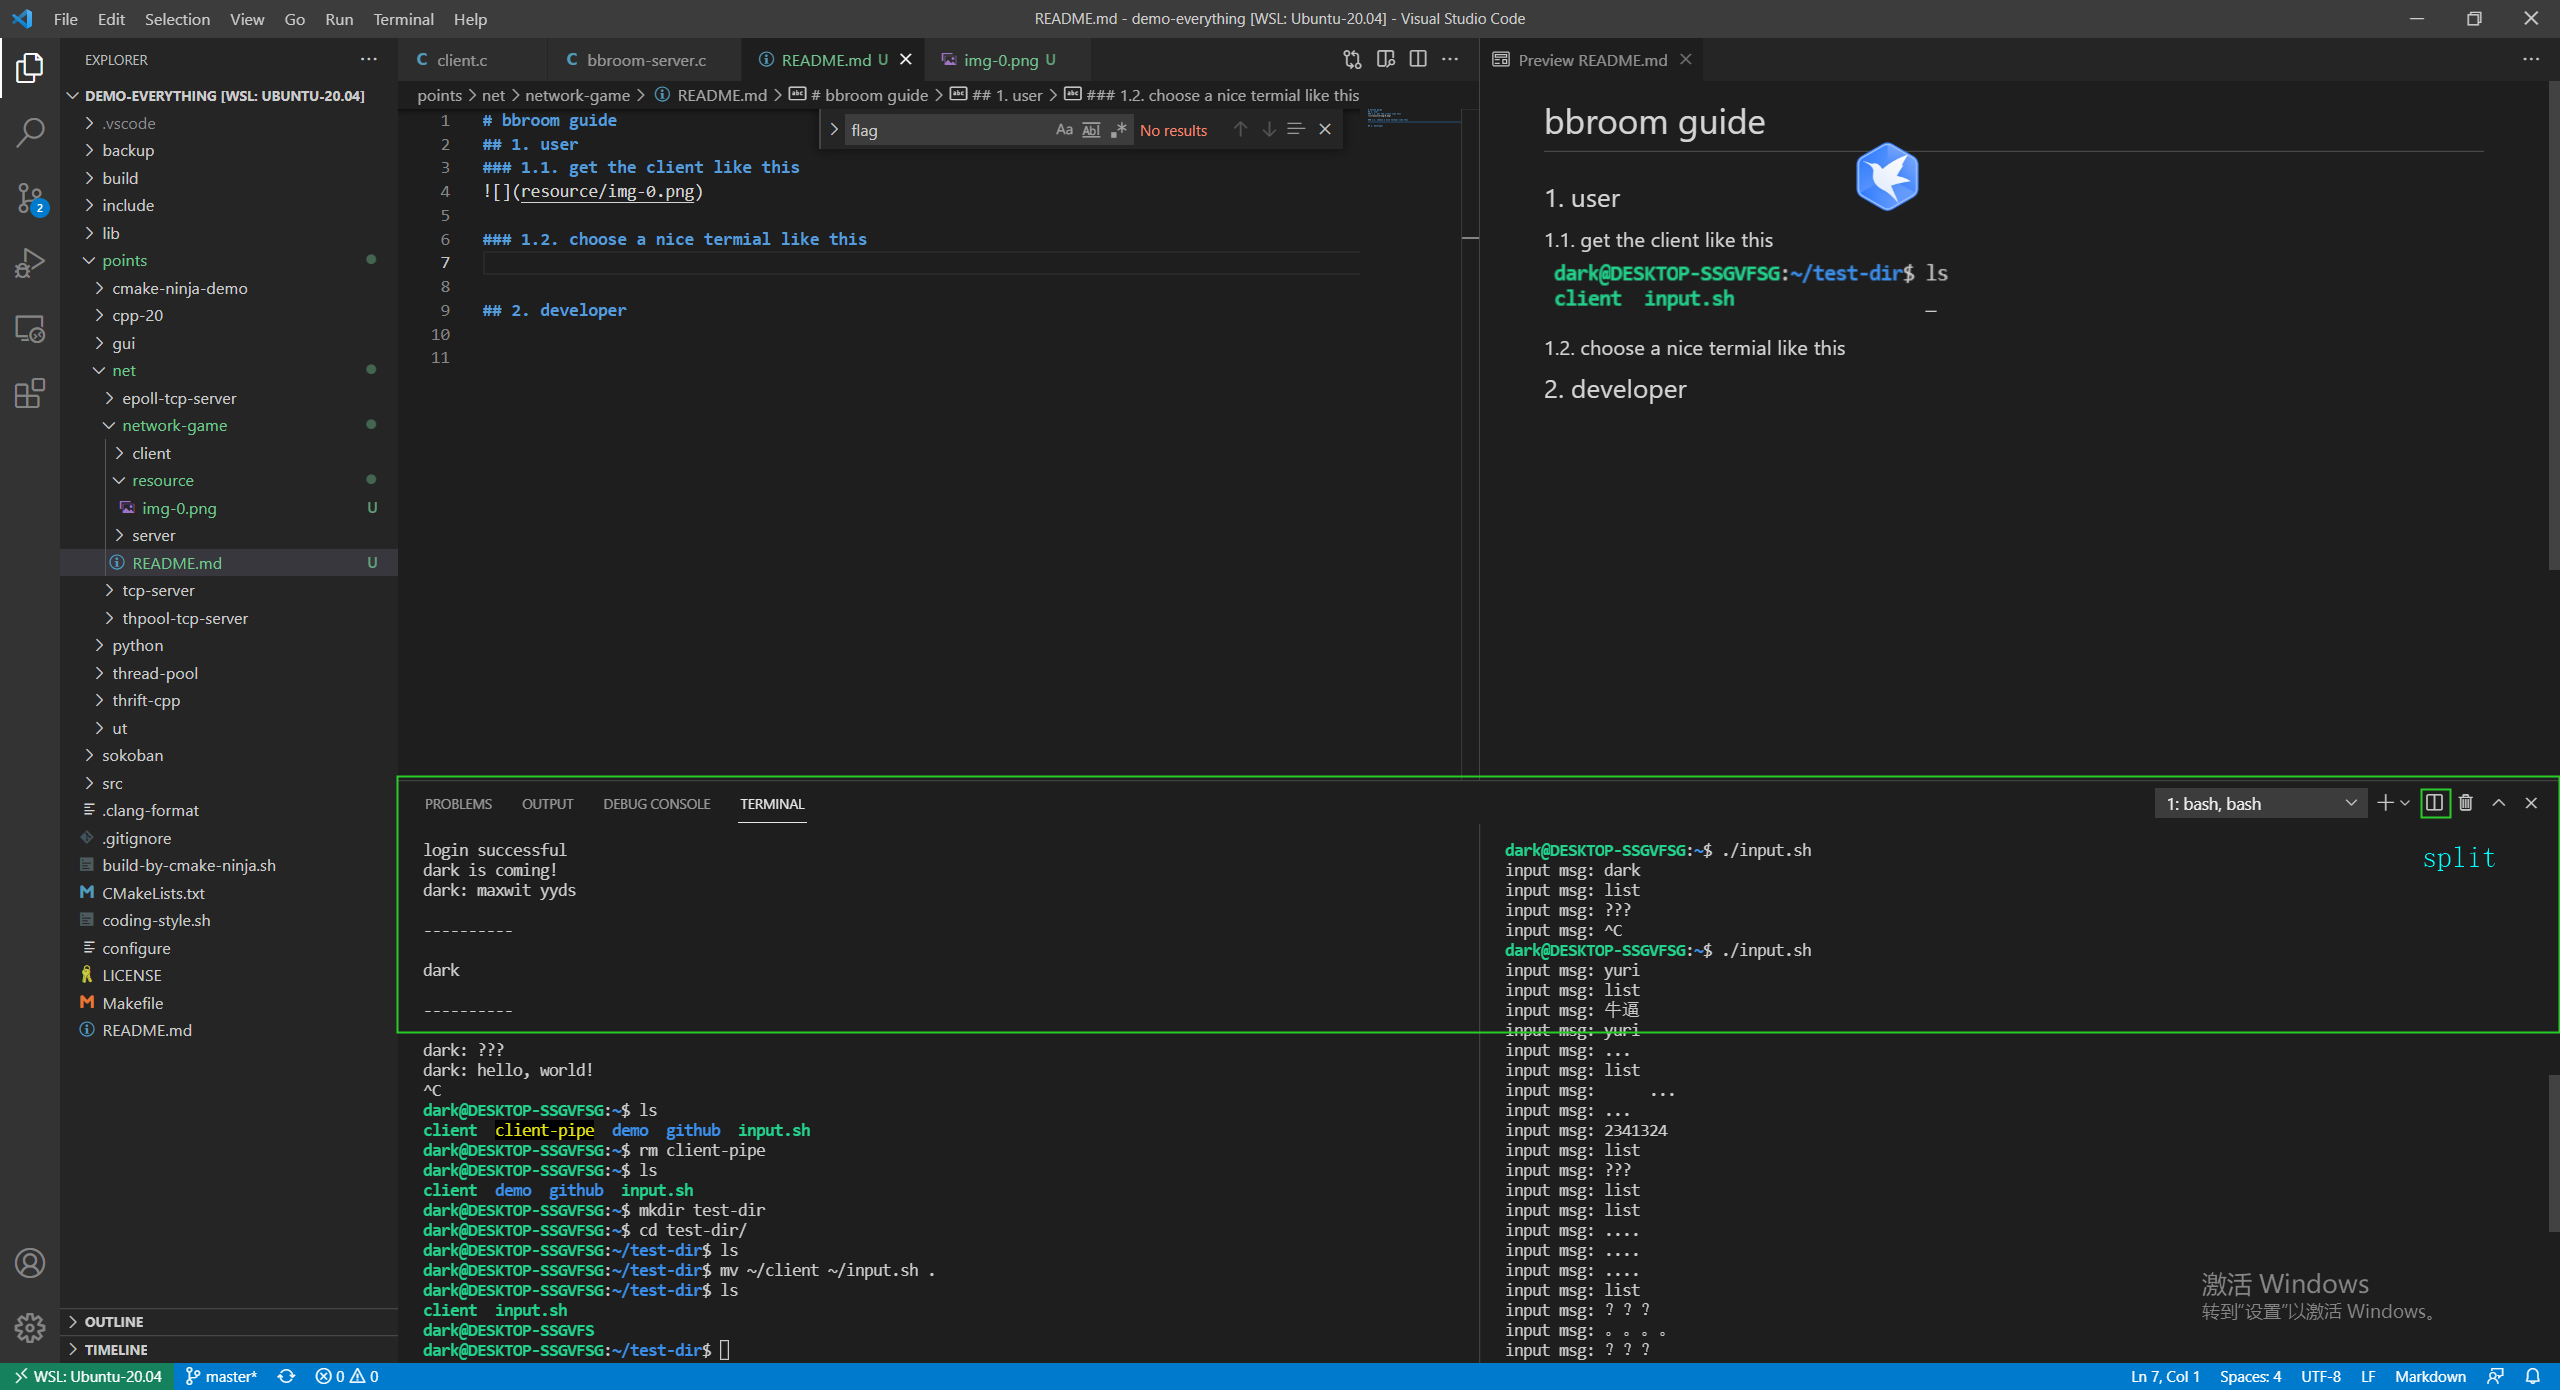 File Edit Selection View Go Run Terminal Help
README.md - demo-everything [WSL: Ubuntu-20.04] - Visual Studio Code
EXPLORER
DEMO-EVERYTHING [WSL: UBUNTU-20.04]
.vscode
backup
build
include
lib
points
cmake-ninja-demo
cpp-20
gui
net
epoll-tcp-server
network-game
client
resource
img-0.png U
server
README.md U
tcp-server
thpool-tcp-server
python
thread-pool
thrift-cpp
ut
sokoban
src
.clang-format
.gitignore
build-by-cmake-ninja.sh
CMakeLists.txt
coding-style.sh
configure
LICENSE
Makefile
README.md
OUTLINE
TIMELINE
2
client.c bbroom-server.c README.md U img-0.png U
points > net > network-game > README.md > # bbroom guide > ## 1. user > ### 1.2. choose a nice termial like this
flag Aa Abl .* No results
1 # bbroom guide
2 ## 1. user
3 ### 1.1. get the client like this
4 ![](resource/img-0.png)
5
6 ### 1.2. choose a nice termial like this
7
8
9 ## 2. developer
10
11
Preview README.md
bbroom guide
1. user
1.1. get the client like this
dark@DESKTOP-SSGVFSG:~/test-dir$ ls
client input.sh
_
1.2. choose a nice termial like this
2. developer
PROBLEMS OUTPUT DEBUG CONSOLE TERMINAL
1: bash, bash
split
login successful
dark is coming!
dark: maxwit yyds
----------
dark
----------
dark: ???
dark: hello, world!
^C
dark@DESKTOP-SSGVFSG:~$ ls
client client-pipe demo github input.sh
dark@DESKTOP-SSGVFSG:~$ rm client-pipe
dark@DESKTOP-SSGVFSG:~$ ls
client demo github input.sh
dark@DESKTOP-SSGVFSG:~$ mkdir test-dir
dark@DESKTOP-SSGVFSG:~$ cd test-dir/
dark@DESKTOP-SSGVFSG:~/test-dir$ ls
dark@DESKTOP-SSGVFSG:~/test-dir$ mv ~/client ~/input.sh .
dark@DESKTOP-SSGVFSG:~/test-dir$ ls
client input.sh
dark@DESKTOP-SSGVFS
dark@DESKTOP-SSGVFSG:~/test-dir$
dark@DESKTOP-SSGVFSG:~$ ./input.sh
input msg: dark
input msg: list
input msg: ???
input msg: ^C
dark@DESKTOP-SSGVFSG:~$ ./input.sh
input msg: yuri
input msg: list
input msg: 牛逼
input msg: yuri
input msg: ...
input msg: list
input msg: ...
input msg: ...
input msg: 2341324
input msg: list
input msg: ???
input msg: list
input msg: list
input msg: ....
input msg: ....
input msg: ....
input msg: list
input msg: ？？？
input msg: 。。。。
input msg: ？？？
激活 Windows
转到"设置"以激活 Windows。
WSL: Ubuntu-20.04 master* 0 0 Ln 7, Col 1 Spaces: 4 UTF-8 LF Markdown